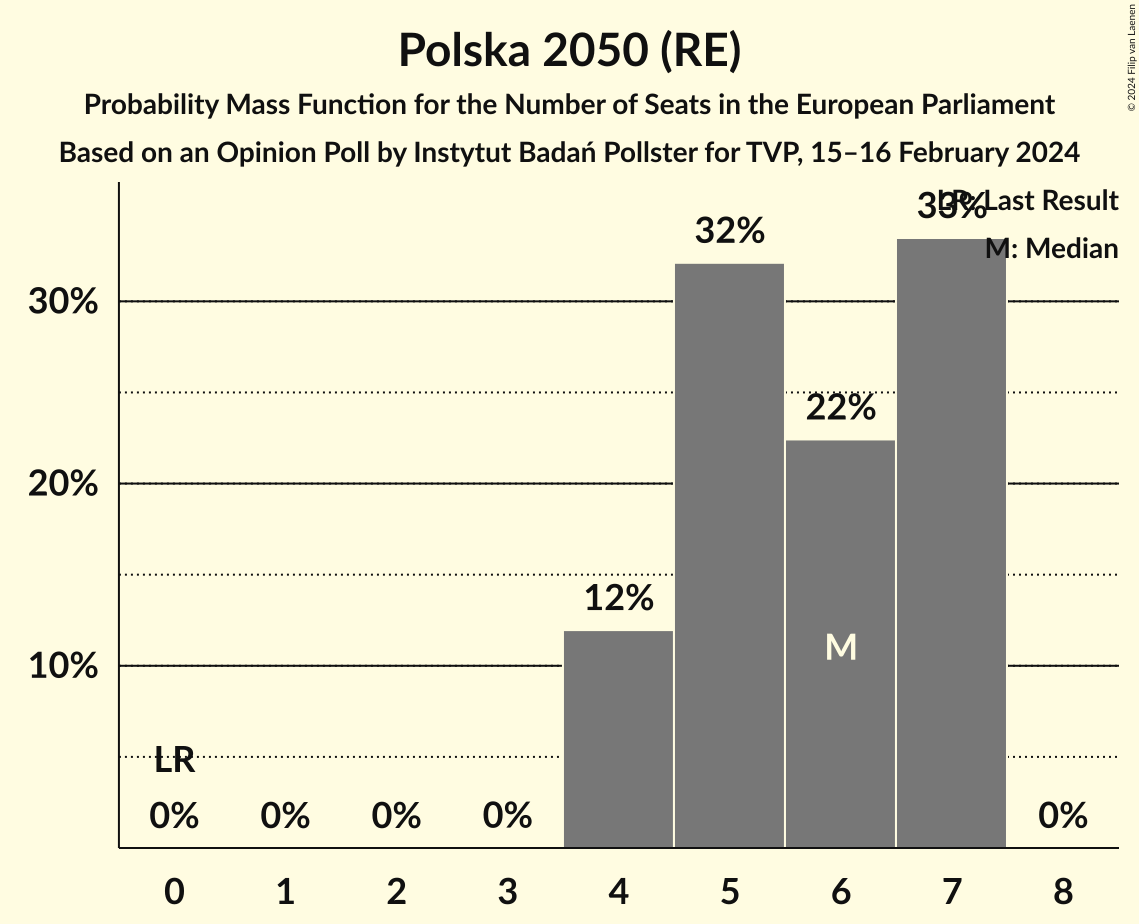 Polska 2050 (RE)
Probability Mass Function for the Number of Seats in the European Parliament
Based on an Opinion Poll by Instytut Badań Pollster for TVP, 15–16 February 2024
© 2024 Filip van Laenen
LR: Last Result
M: Median
33%
32%
30%
22%
20%
12%
M
10%
LR
0% 0% 0% 0% 0%
0 1 2 3 4 5 6 7 8